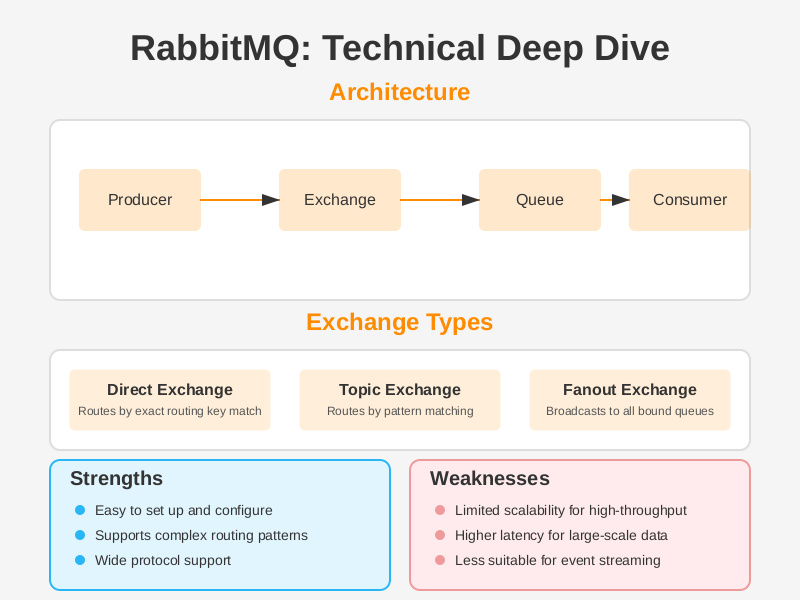 RabbitMQ: Technical Deep Dive
Architecture
Producer
Exchange
Queue
Consumer
Exchange Types
Direct Exchange
Routes by exact routing key match
Topic Exchange
Routes by pattern matching
Fanout Exchange
Broadcasts to all bound queues
Strengths
Easy to set up and configure
Supports complex routing patterns
Wide protocol support
Weaknesses
Limited scalability for high-throughput
Higher latency for large-scale data
Less suitable for event streaming